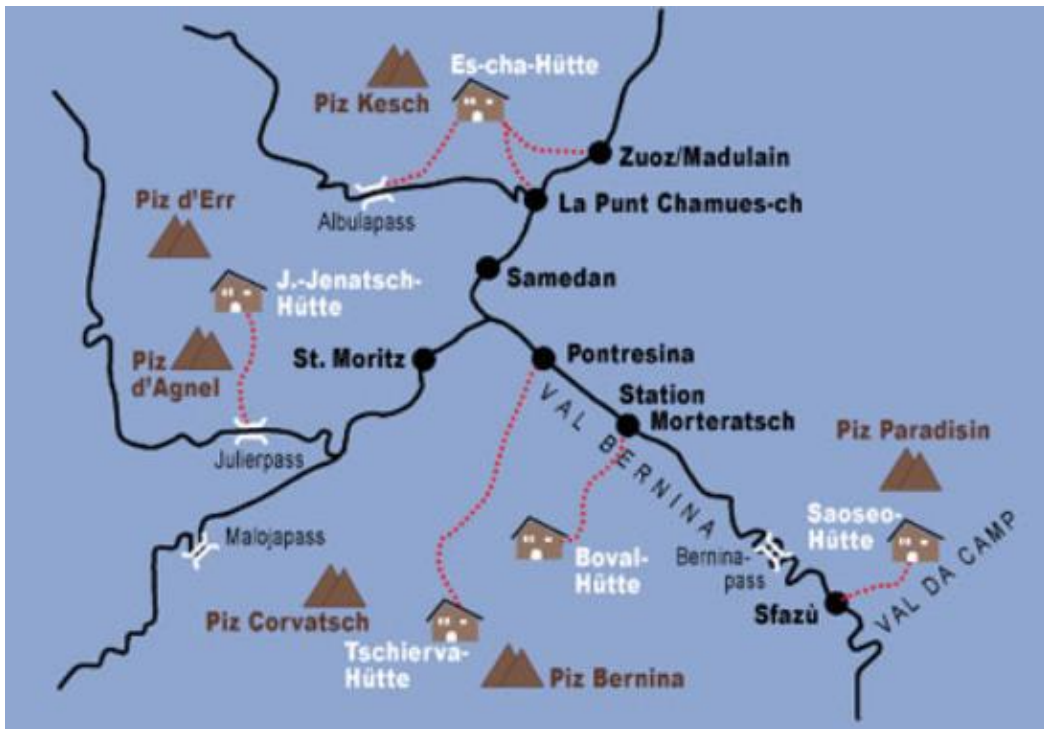 Es-cha-Hütte
Piz Kesch
Zuoz/Madulain
La Punt Chamues-ch
Albulapass
Piz d'Err
Samedan
J.-Jenatsch-
Hütte
St. Moritz
Pontresina
Piz
d'Agnel
Station
Morteratsch
VAL BERNINA
Piz Paradisin
Julierpass
Saoseo-
Hütte
Malojapass
Boval-
Hütte
Bernina-
pass
VAL DA CAMP
Sfazù
Piz Corvatsch
Tschierva-
Hütte
Piz Bernina